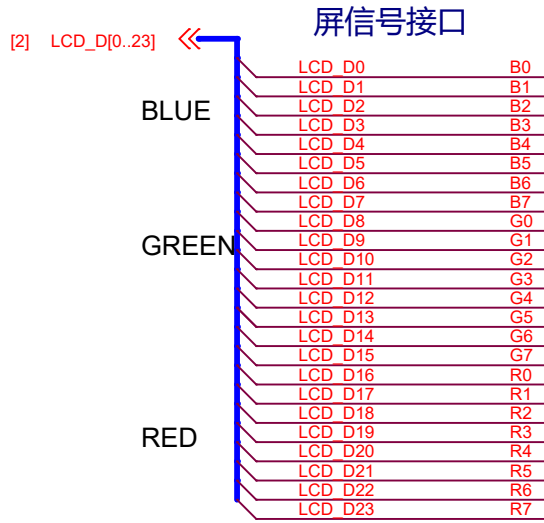 屏信号接口
[2] LCD_D[0..23]
LCD_D0 B0
LCD_D1 B1
BLUE
LCD_D2 B2
LCD_D3 B3
LCD_D4 B4
LCD_D5 B5
LCD_D6 B6
LCD_D7 B7
LCD_D8 G0
GREEN
LCD_D9 G1
LCD_D10 G2
LCD_D11 G3
LCD_D12 G4
LCD_D13 G5
LCD_D14 G6
LCD_D15 G7
LCD_D16 R0
LCD_D17 R1
LCD_D18 R2
RED
LCD_D19 R3
LCD_D20 R4
LCD_D21 R5
LCD_D22 R6
LCD_D23 R7